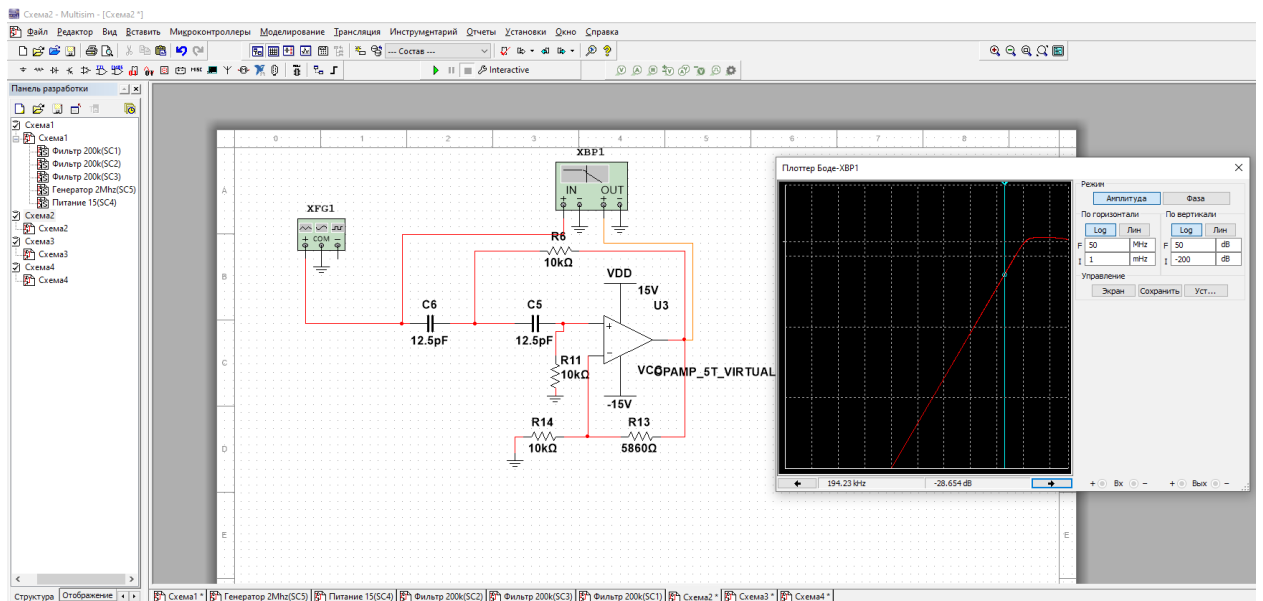 Схема2 - Multisim - [Схема2 *]
Файл Редактор Вид Вставить Микроконтроллеры Моделирование Трансляция Инструментарий Отчеты Установки Окно Справка
--- Состав ---
Interactive
Панель разработки
Схема1
Схема1
Фильтр 200k(SC1)
Фильтр 200k(SC2)
Фильтр 200k(SC3)
Генератор 2Mhz(SC5)
Питание 15(SC4)
Схема2
Схема2
Схема3
Схема3
Схема4
Схема4
Структура Отображение
0 1 2 3 4 5 6 7 8
A
B
C
D
E
E
XBP1
IN OUT
XFG1
COM
R6
10kΩ
VDD
15V
U3
C6
12.5pF
C5
12.5pF
R11
10kΩ
VCC
OPAMP_5T_VIRTUAL
-15V
R14
10kΩ
R13
5860Ω
Плоттер Боде-XBP1
Режим
Амплитуда Фаза
По горизонтали По вертикали
Log Лин Log Лин
F 50 MHz F 50 dB
I 1 mHz I -200 dB
Управление
Экран Сохранить Уст...
194.23 kHz -28.654 dB
+ Вх − + Вых −
Схема1 * Генератор 2Mhz(SC5) Питание 15(SC4) Фильтр 200k(SC2) Фильтр 200k(SC3) Фильтр 200k(SC1) Схема2 * Схема3 * Схема4 *